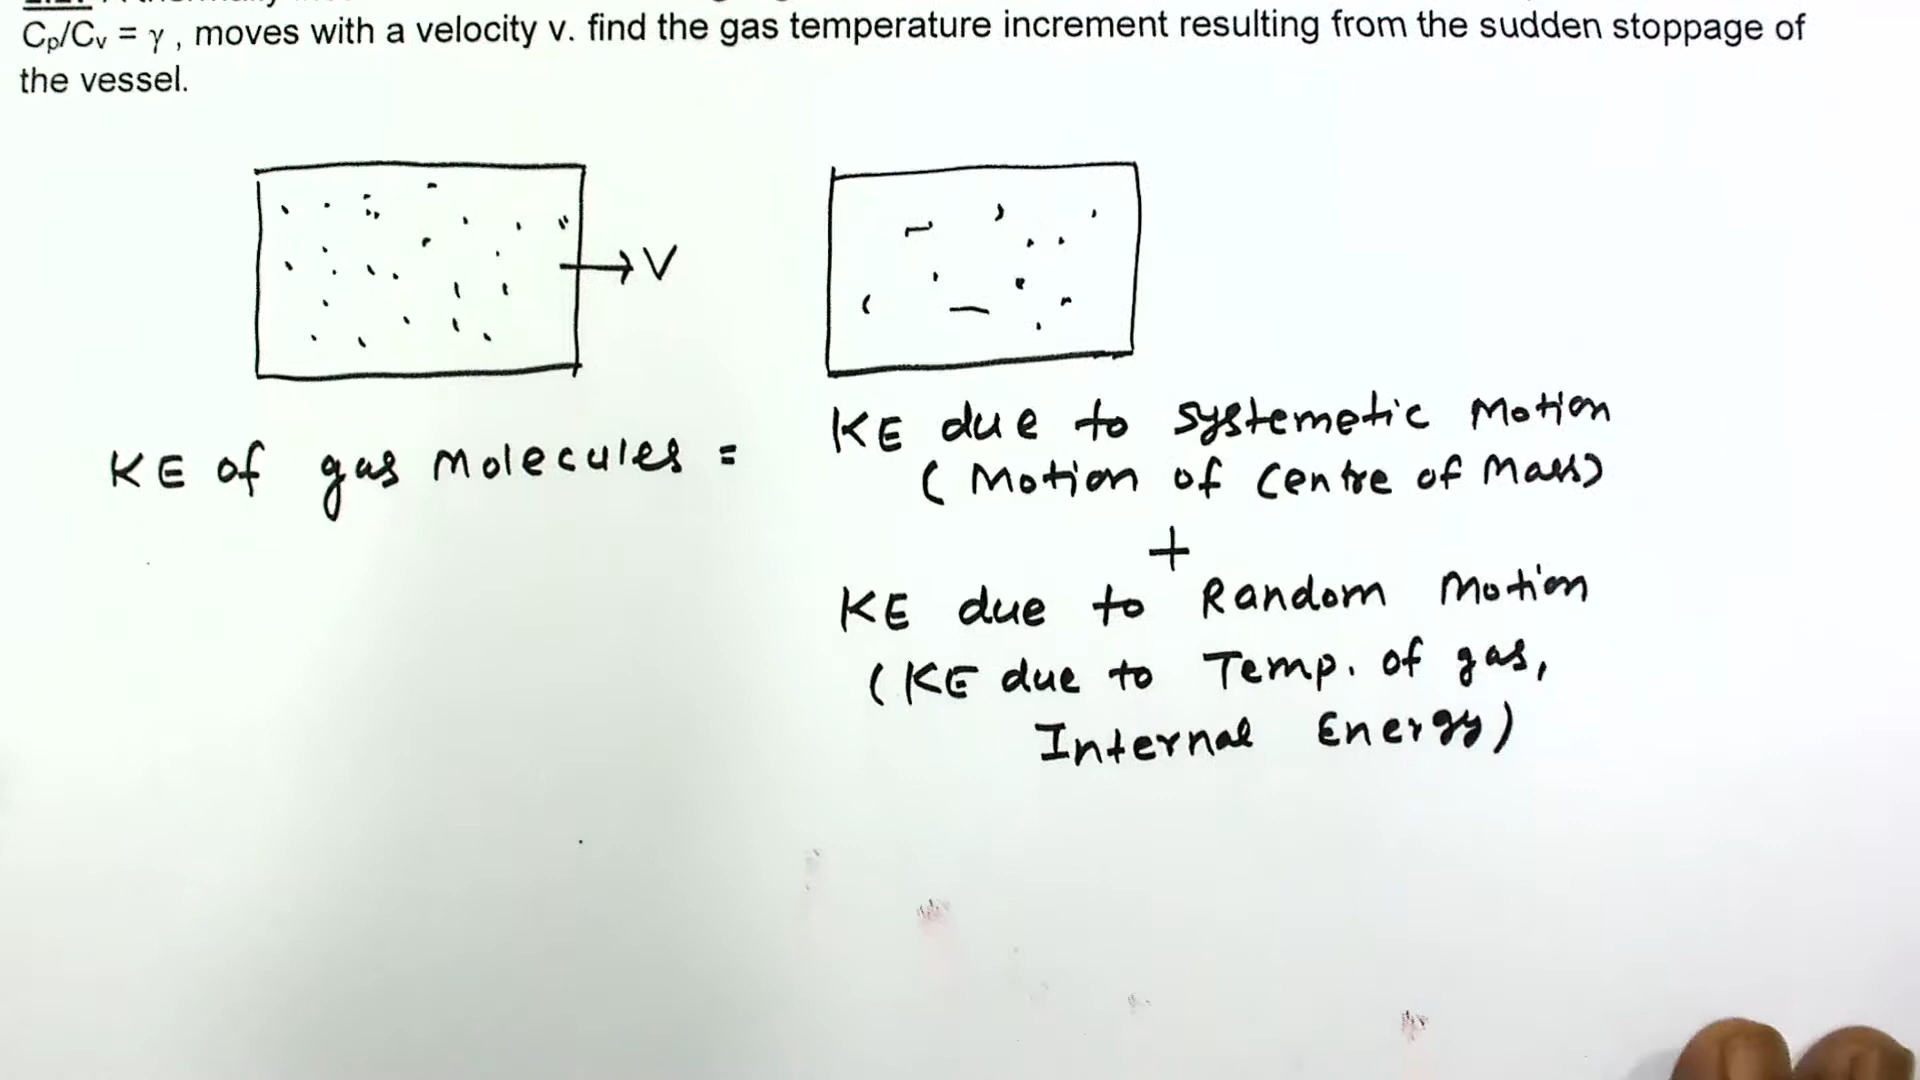 Cp/Cv = γ , moves with a velocity v. find the gas temperature increment resulting from the sudden stoppage of
the vessel.
V
KE of gas Molecules =
KE due to systemetic Motion
( Motion of centre of Mass)
+
KE due to Random Motion
( KE due to Temp. of gas,
Internal Energy)